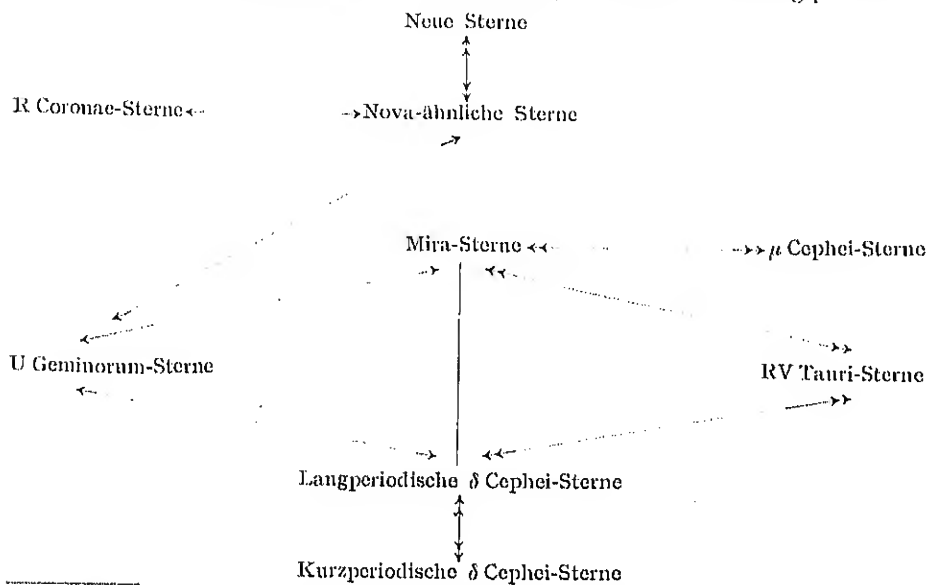 Neue Sterne
R Coronae-Sterne
Nova-ähnliche Sterne
Mira-Sterne
μ Cephei-Sterne
U Geminorum-Sterne
RV Tauri-Sterne
Langperiodische δ Cephei-Sterne
Kurzperiodische δ Cephei-Sterne